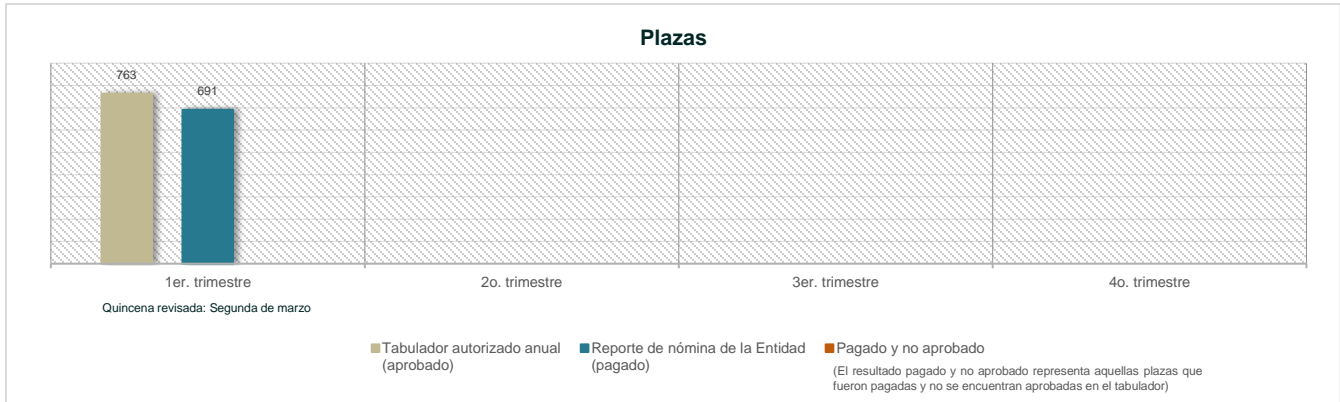 Plazas
763
691
1er. trimestre
2o. trimestre
3er. trimestre
4o. trimestre
Quincena revisada: Segunda de marzo
Tabulador autorizado anual
(aprobado)
Reporte de nómina de la Entidad
(pagado)
Pagado y no aprobado
(El resultado pagado y no aprobado representa aquellas plazas que
fueron pagadas y no se encuentran aprobadas en el tabulador)